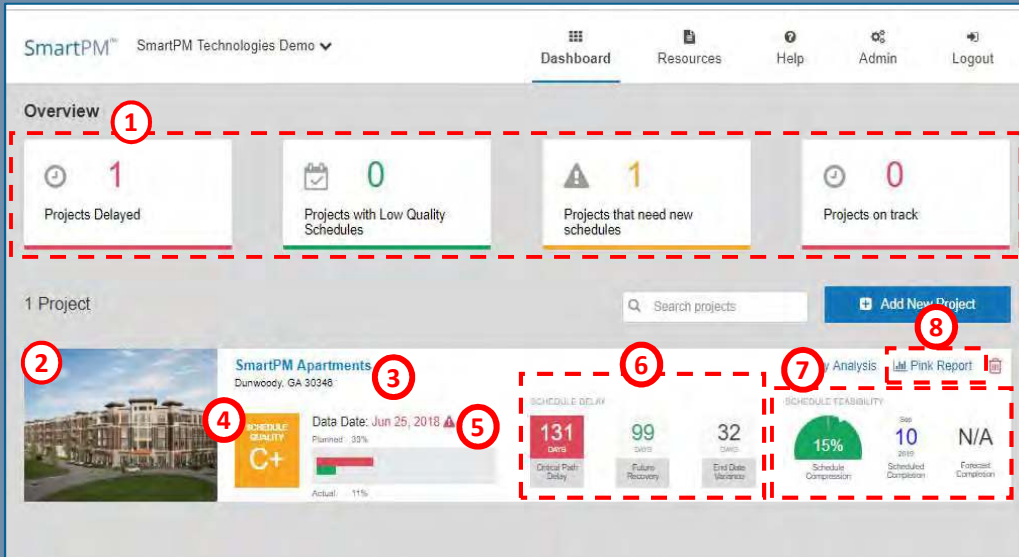 SmartPM™ SmartPM Technologies Demo
Dashboard Resources Help Admin Logout
Overview
1
1 0 1 0
Projects Delayed
Projects with Low Quality
Schedules
Projects that need new
schedules
Projects on track
1 Project
Search projects
Add New Project
8
2
SmartPM Apartments
Dunwoody, GA 30346
3
6
7
y Analysis
Pink Report
4
SCHEDULE
QUALITY
C+
Data Date: Jun 25, 2018
5
Planned: 33%
Actual: 11%
SCHEDULE DELAY
131 99 32
DAYS DAYS DAYS
Critical Path
Delay
Future
Recovery
End Date
Variance
SCHEDULE FEASIBILITY
15%
Schedule
Compression
Sep
10
2019
Scheduled
Completion
N/A
Forecast
Completion